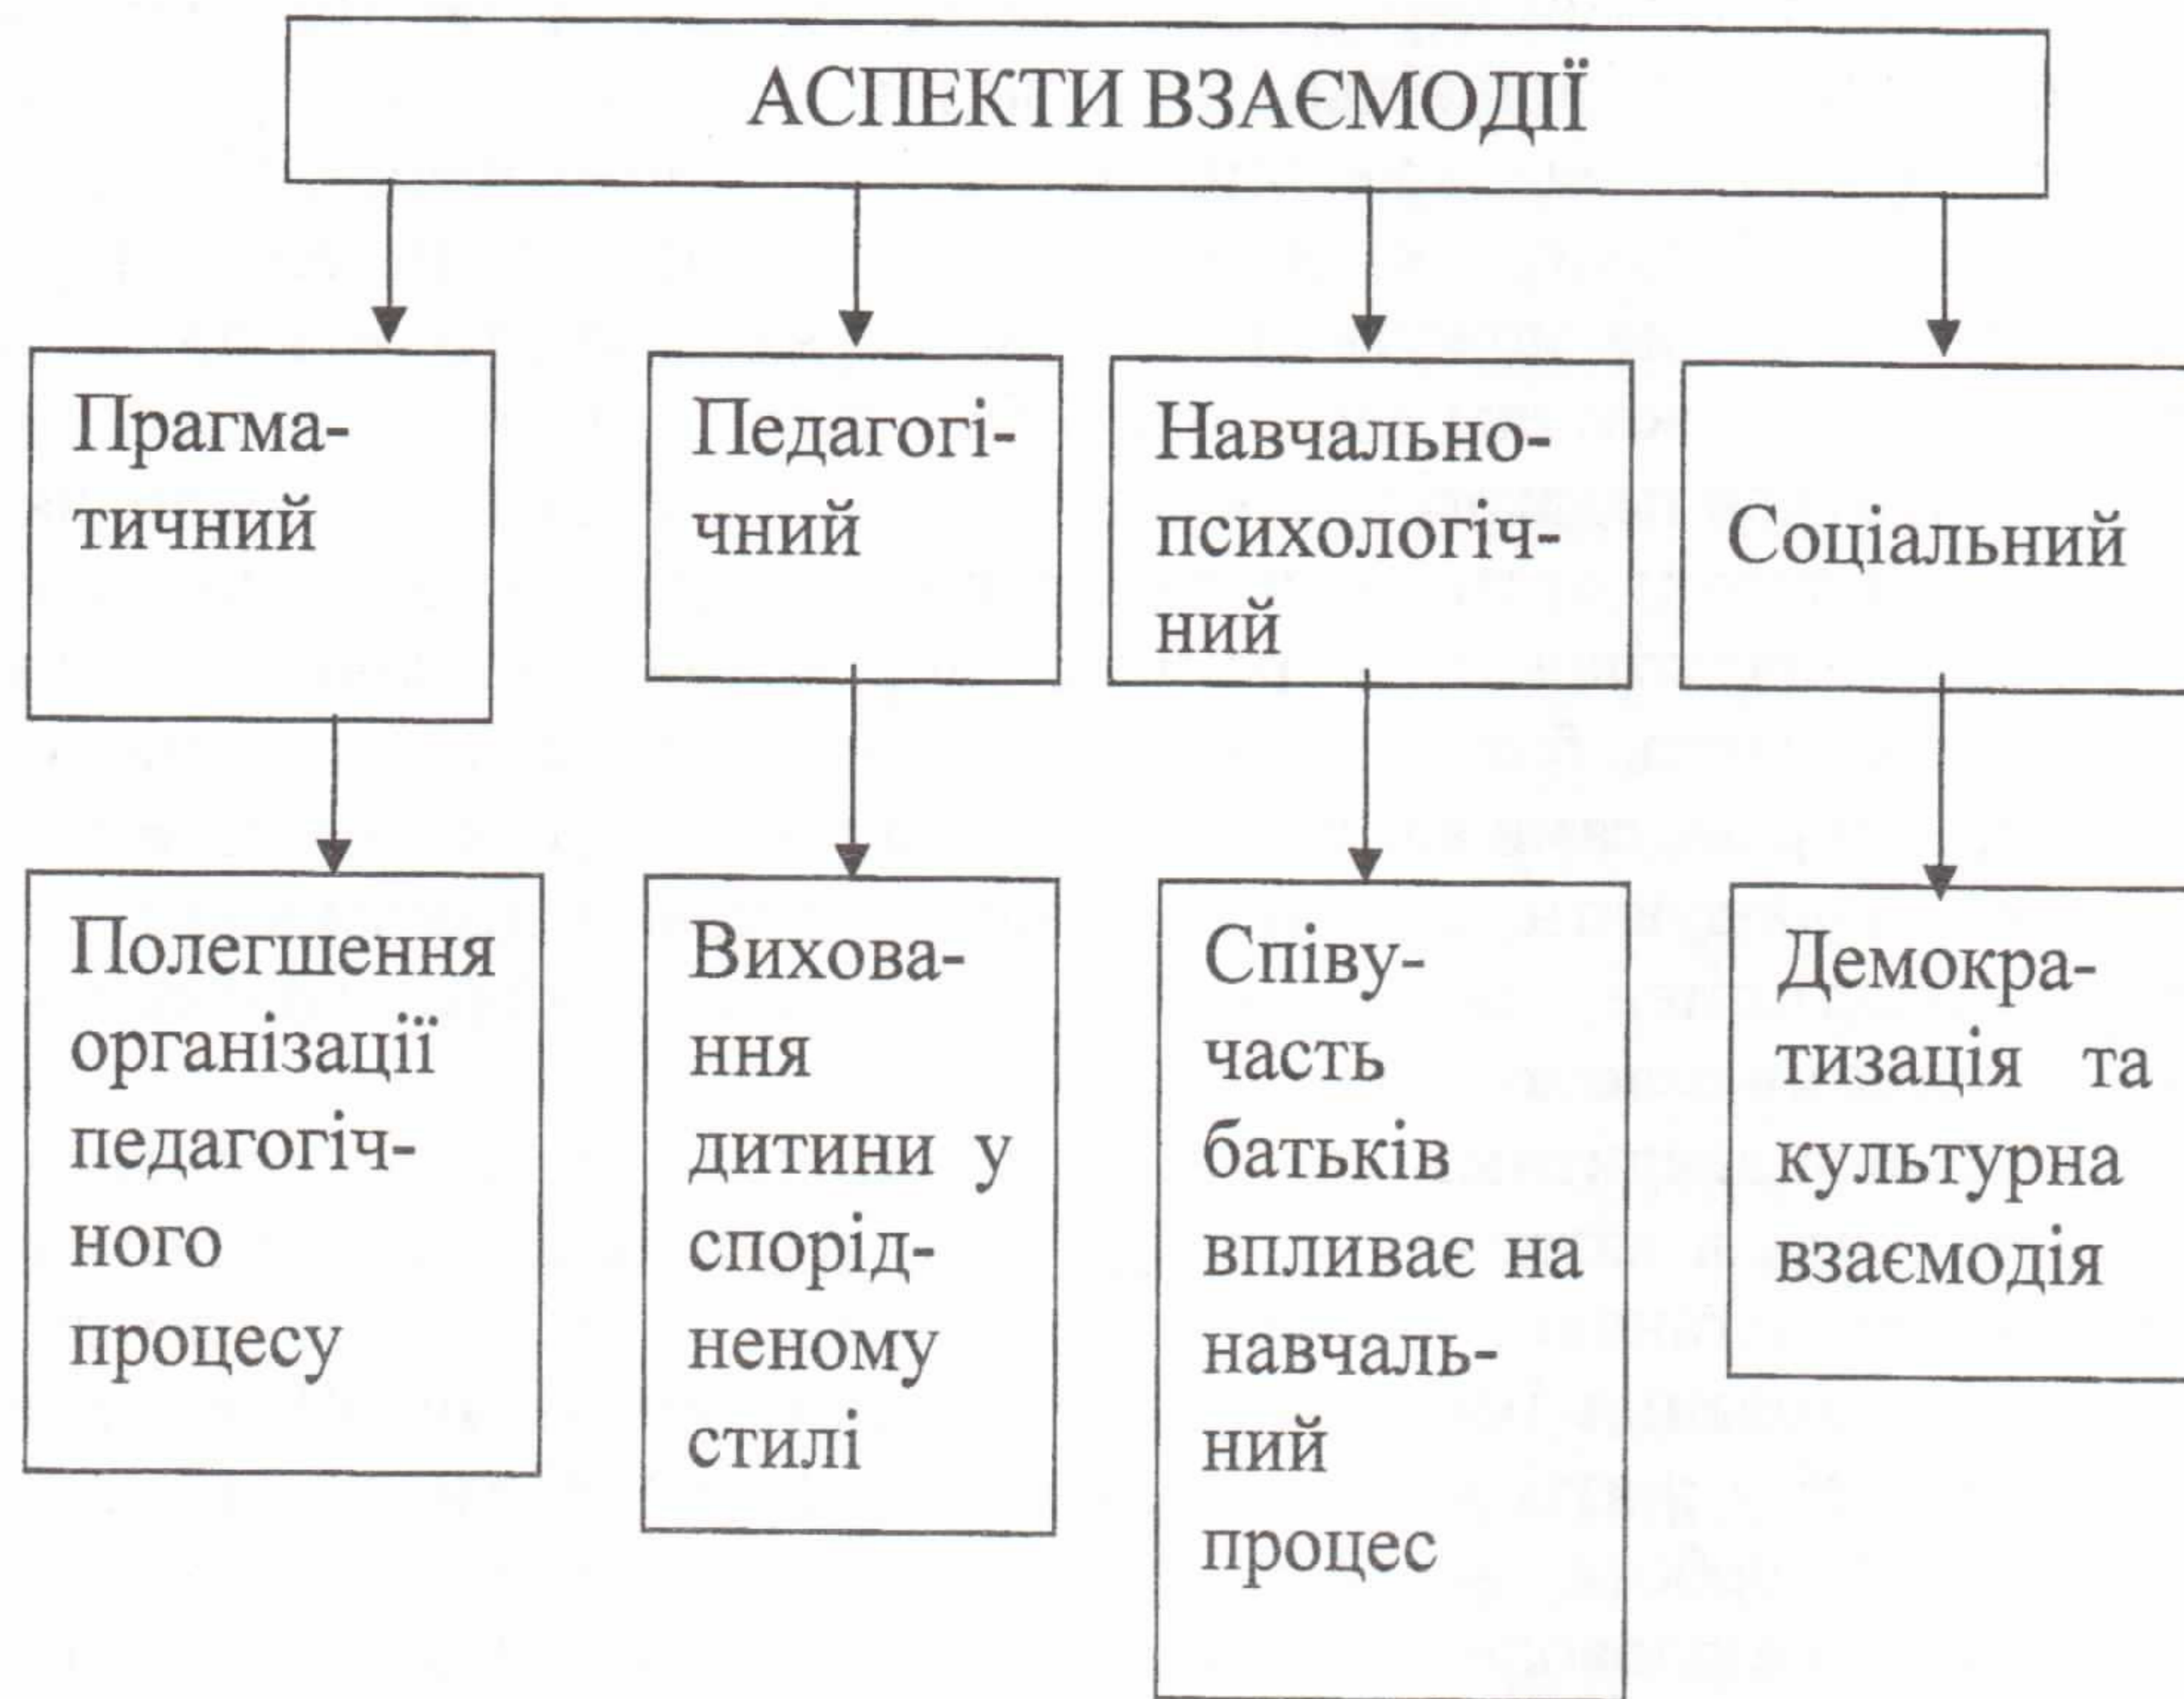 АСПЕКТИ ВЗАЄМОДІЇ
Прагма-
тичний
Педагогі-
чний
Навчально-
психологіч-
ний
Соціальний
Полегшення
організації
педагогіч-
ного
процесу
Вихова-
ння
дитини у
спорід-
неному
стилі
Співу-
часть
батьків
впливає на
навчаль-
ний
процес
Демокра-
тизація та
культурна
взаємодія